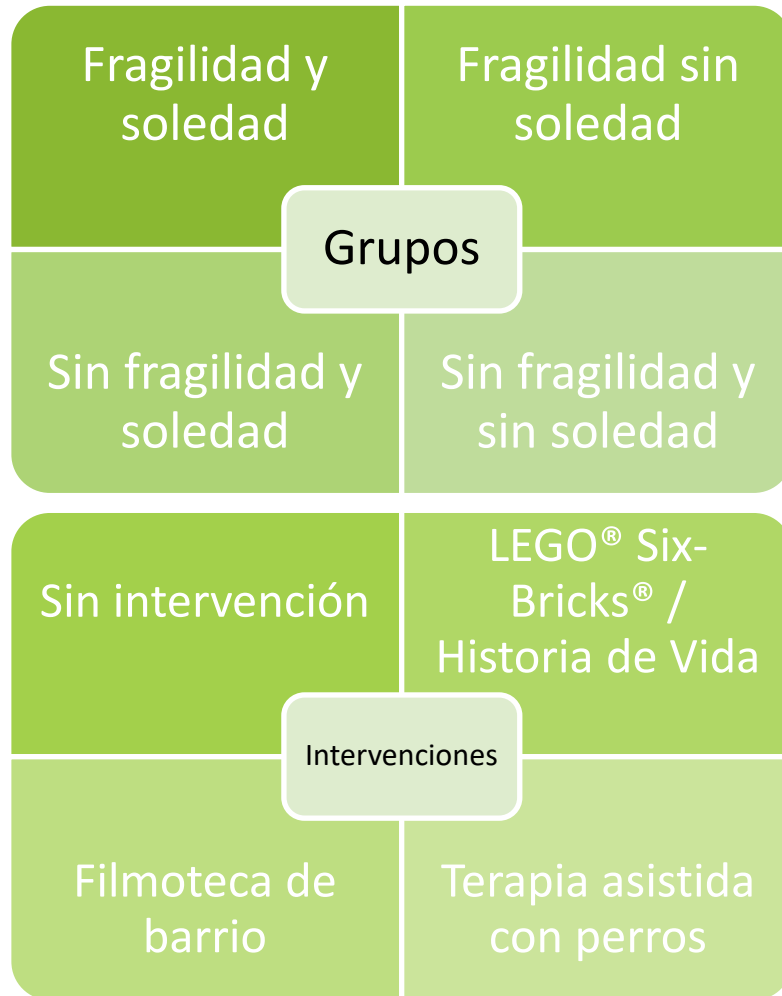 Fragilidad y
soledad
Fragilidad sin
soledad
Grupos
Sin fragilidad y
soledad
Sin fragilidad y
sin soledad
Sin intervención
LEGO® Six-
Bricks® /
Historia de Vida
Intervenciones
Filmoteca de
barrio
Terapia asistida
con perros